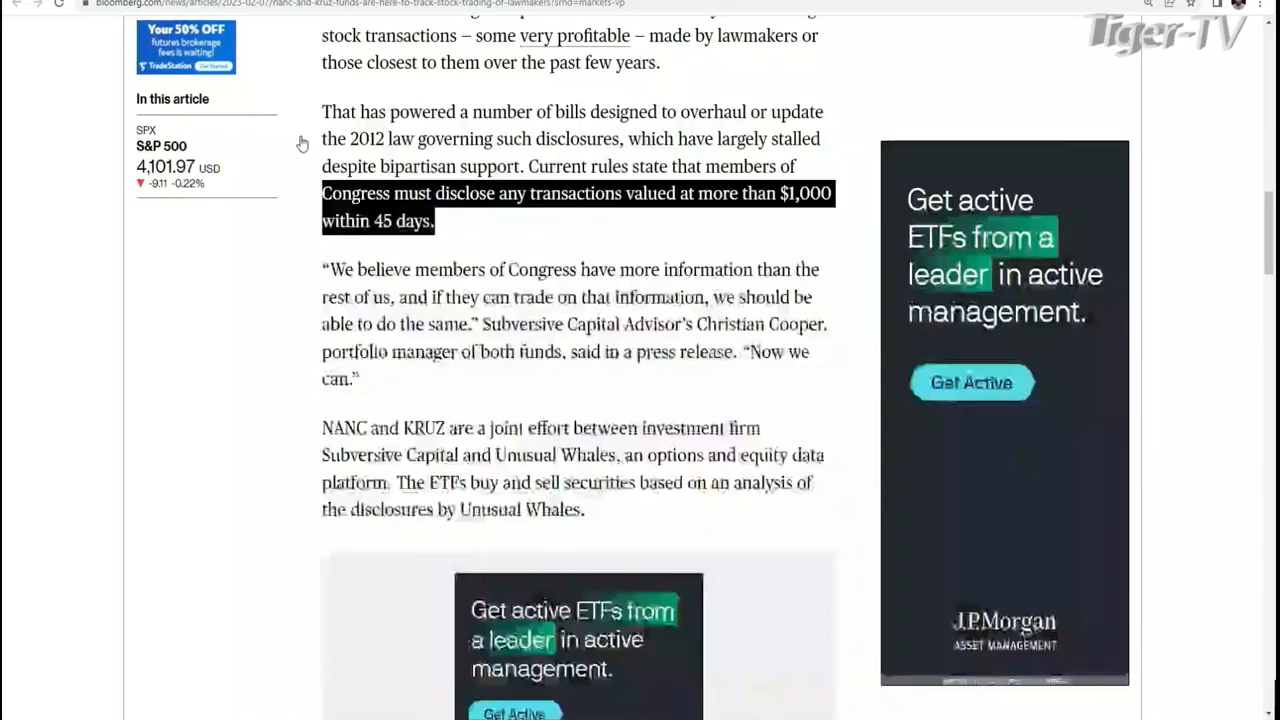 bloomberg.com/news/articles/2023-02-07/nanc-and-kruz-funds-are-here-to-track-stock-trading-of-lawmakers?srnd=markets-vp
Tiger-TV
Your 50% OFF
futures brokerage
fees is waiting!
TradeStation
Get Started
In this article
SPX
S&P 500
4,101.97 USD
-9.11 -0.22%
stock transactions – some very profitable – made by lawmakers or
those closest to them over the past few years.
That has powered a number of bills designed to overhaul or update
the 2012 law governing such disclosures, which have largely stalled
despite bipartisan support. Current rules state that members of
Congress must disclose any transactions valued at more than $1,000
within 45 days.
“We believe members of Congress have more information than the
rest of us, and if they can trade on that information, we should be
able to do the same.” Subversive Capital Advisor’s Christian Cooper,
portfolio manager of both funds, said in a press release. “Now we
can.”
NANC and KRUZ are a joint effort between investment firm
Subversive Capital and Unusual Whales, an options and equity data
platform. The ETFs buy and sell securities based on an analysis of
the disclosures by Unusual Whales.
Get active ETFs from
a leader in active
management.
Get Active
Get active
ETFs from a
leader in active
management.
Get Active
J.P.Morgan
ASSET MANAGEMENT